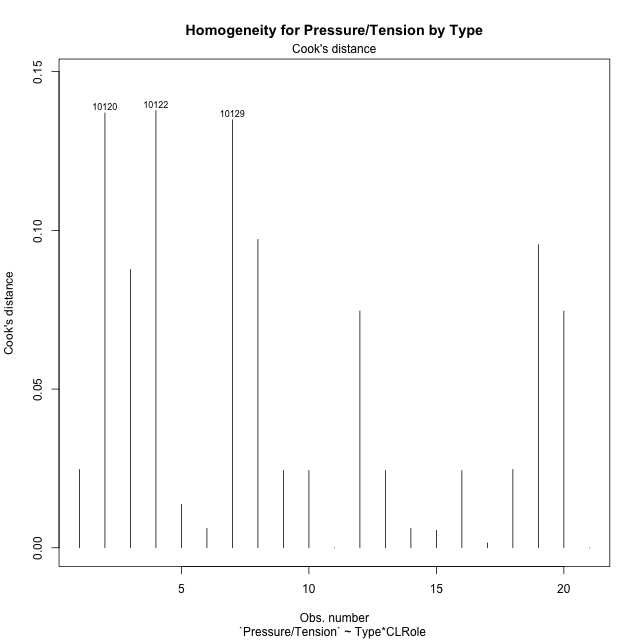 Homogeneity for Pressure/Tension by Type
Cook's distance
0.15
10120
10122
10129
0.10
Cook's distance
0.05
0.00
5
10
15
20
Obs. number
`Pressure/Tension` ~ Type*CLRole